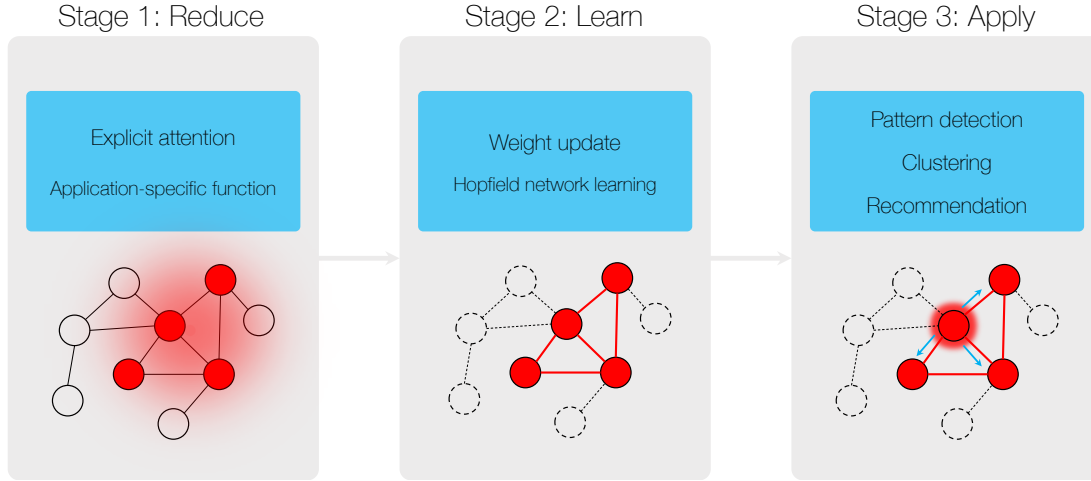 Stage 1: Reduce
Explicit attention
Application-specific function
Stage 2: Learn
Weight update
Hopfield network learning
Stage 3: Apply
Pattern detection
Clustering
Recommendation